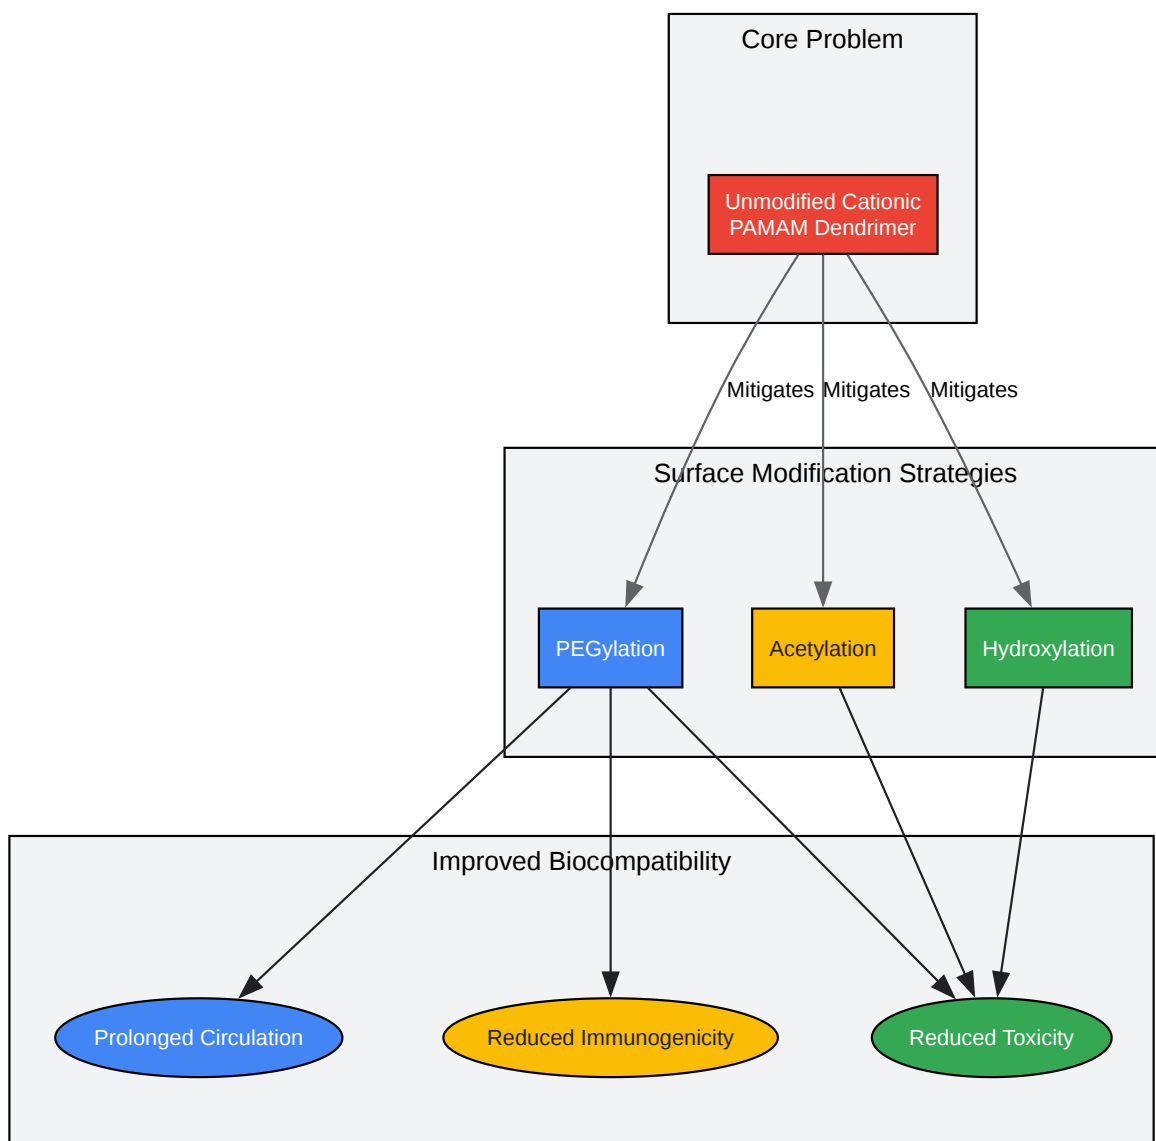 Core Problem
Unmodified Cationic
PAMAM Dendrimer
Mitigates Mitigates Mitigates
Surface Modification Strategies
PEGylation Acetylation Hydroxylation
Improved Biocompatibility
Prolonged Circulation Reduced Immunogenicity Reduced Toxicity